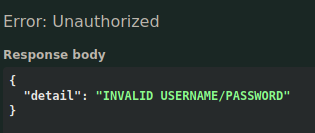 Error: Unauthorized
Response body
{
  "detail": "INVALID USERNAME/PASSWORD"
}